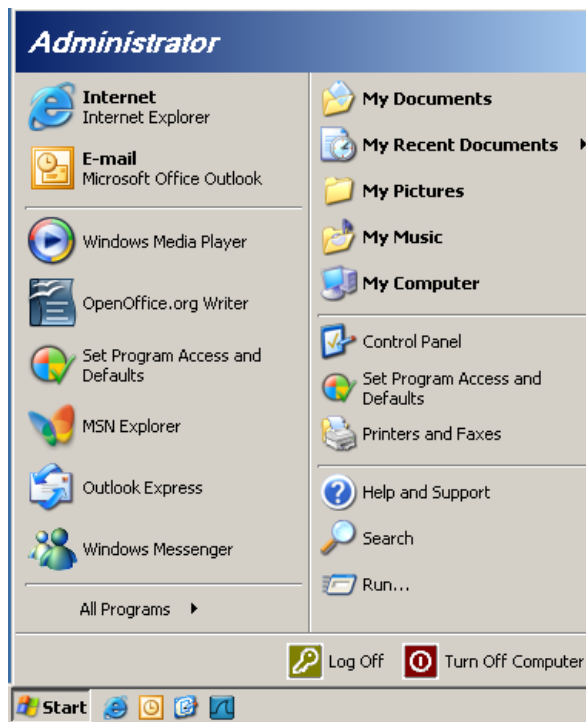 Administrator
Internet
Internet Explorer
E-mail
Microsoft Office Outlook
Windows Media Player
OpenOffice.org Writer
Set Program Access and
Defaults
MSN Explorer
Outlook Express
Windows Messenger
All Programs
My Documents
My Recent Documents
My Pictures
My Music
My Computer
Control Panel
Set Program Access and
Defaults
Printers and Faxes
Help and Support
Search
Run...
Log Off
Turn Off Computer
Start